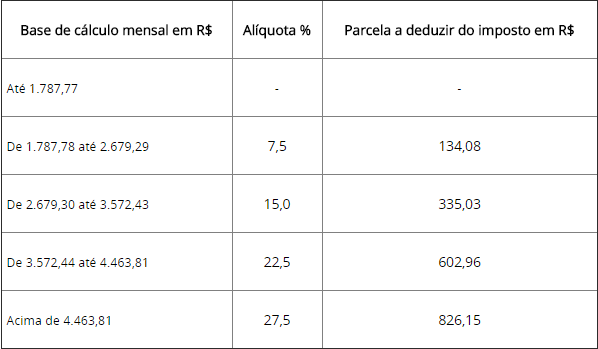 Base de cálculo mensal em R$ Alíquota % Parcela a deduzir do imposto em R$
Até 1.787,77 - -
De 1.787,78 até 2.679,29 7,5 134,08
De 2.679,30 até 3.572,43 15,0 335,03
De 3.572,44 até 4.463,81 22,5 602,96
Acima de 4.463,81 27,5 826,15